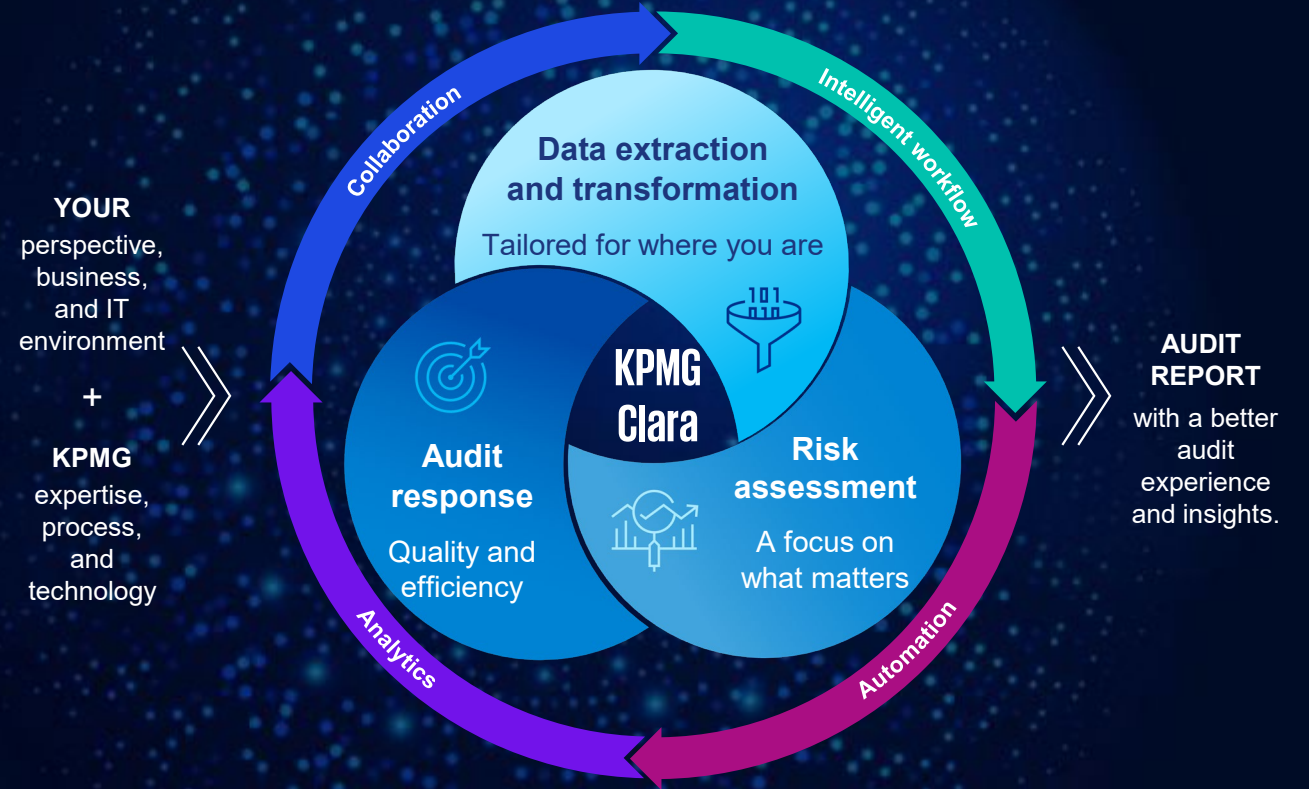 YOUR
perspective,
business,
and IT
environment
+
KPMG
expertise,
process,
and
technology
Collaboration
Intelligent workflow
Automation
Analytics
Data extraction
and transformation
Tailored for where you are
101
010
KPMG
Clara
Audit
response
Quality and
efficiency
Risk
assessment
A focus on
what matters
AUDIT
REPORT
with a better
audit
experience
and insights.